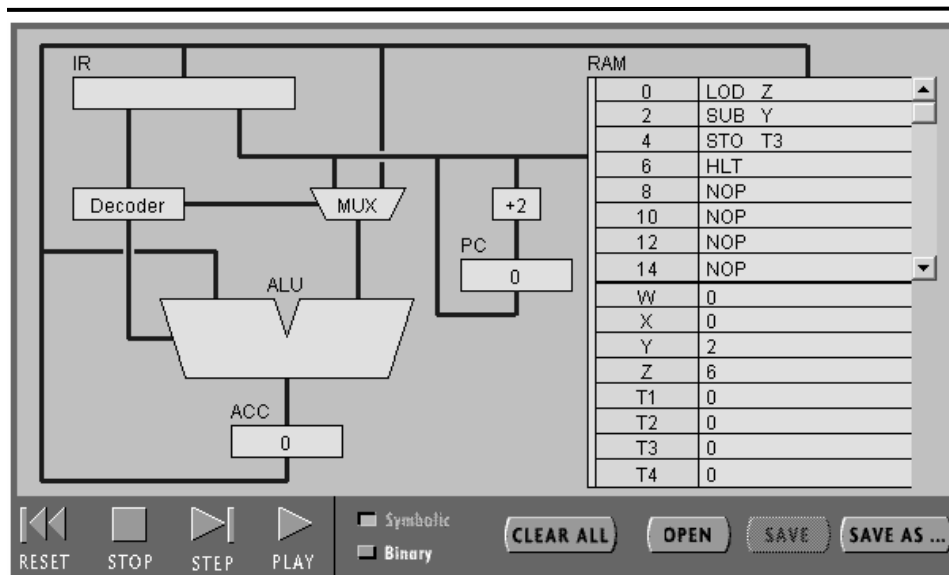 IR
RAM
0 LOD Z
2 SUB Y
4 STO T3
6 HLT
8 NOP
10 NOP
12 NOP
14 NOP
W 0
X 0
Y 2
Z 6
T1 0
T2 0
T3 0
T4 0
Decoder
MUX
+2
PC
0
ALU
ACC
0
RESET
STOP
STEP
PLAY
Symbolic
Binary
CLEAR ALL
OPEN
SAVE
SAVE AS ...